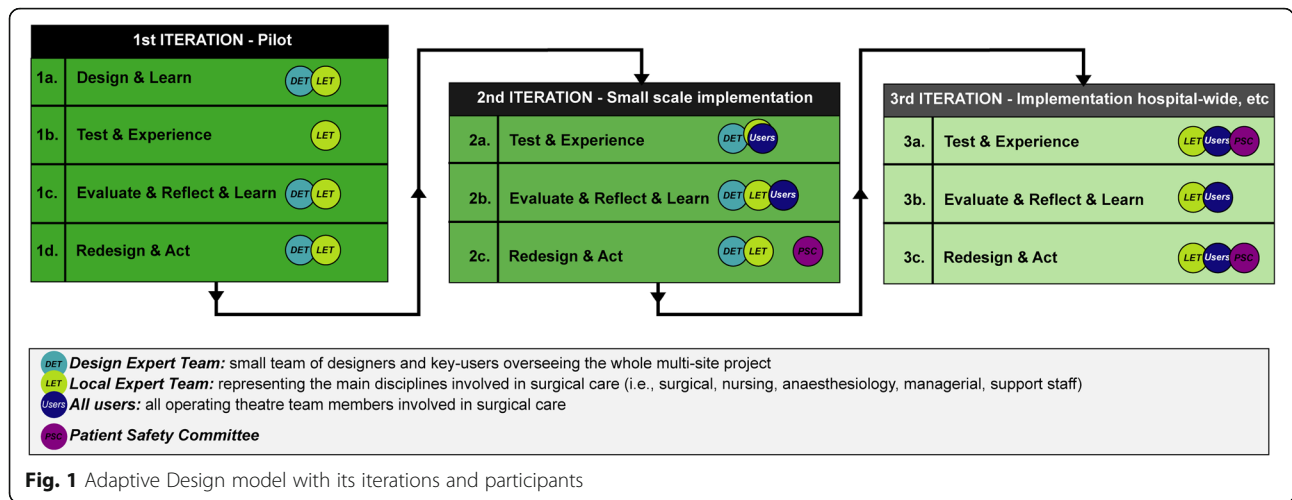 1st ITERATION - Pilot
1a. Design & Learn DET LET
1b. Test & Experience LET
1c. Evaluate & Reflect & Learn DET LET
1d. Redesign & Act DET LET
2nd ITERATION - Small scale implementation
2a. Test & Experience DET Users
2b. Evaluate & Reflect & Learn DET LET Users
2c. Redesign & Act DET LET PSC
3rd ITERATION - Implementation hospital-wide, etc
3a. Test & Experience LET Users PSC
3b. Evaluate & Reflect & Learn LET Users
3c. Redesign & Act LET Users PSC
DET Design Expert Team: small team of designers and key-users overseeing the whole multi-site project
LET Local Expert Team: representing the main disciplines involved in surgical care (i.e., surgical, nursing, anaesthesiology, managerial, support staff)
Users All users: all operating theatre team members involved in surgical care
PSC Patient Safety Committee
Fig. 1 Adaptive Design model with its iterations and participants